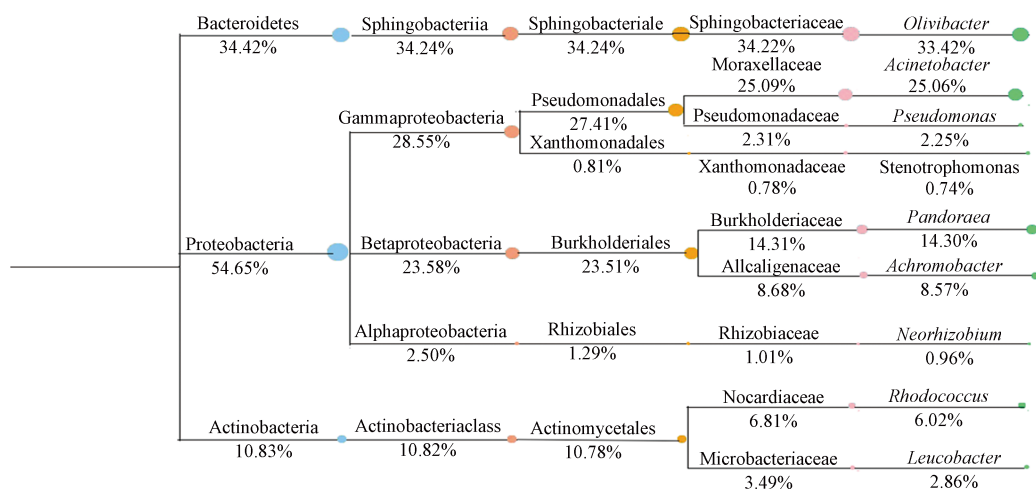 Bacteroidetes Sphingobacteriia Sphingobacteriale Sphingobacteriaceae Olivibacter
34.42% 34.24% 34.24% 34.22% 33.42%
Moraxellaceae Acinetobacter
25.09% 25.06%
Pseudomonadales
Gammaproteobacteria 27.41% Pseudomonadaceae Pseudomonas
28.55% Xanthomonadales 2.31% 2.25%
0.81% Xanthomonadaceae Stenotrophomonas
0.78% 0.74%
Burkholderiaceae Pandoraea
Proteobacteria Betaproteobacteria Burkholderiales 14.31% 14.30%
54.65% 23.58% 23.51% Allcaligenaceae Achromobacter
8.68% 8.57%
Alphaproteobacteria Rhizobiales Rhizobiaceae Neorhizobium
2.50% 1.29% 1.01% 0.96%
Nocardiaceae Rhodococcus
6.81% 6.02%
Actinobacteria Actinobacteriaclass Actinomycetales
10.83% 10.82% 10.78%
Microbacteriaceae Leucobacter
3.49% 2.86%